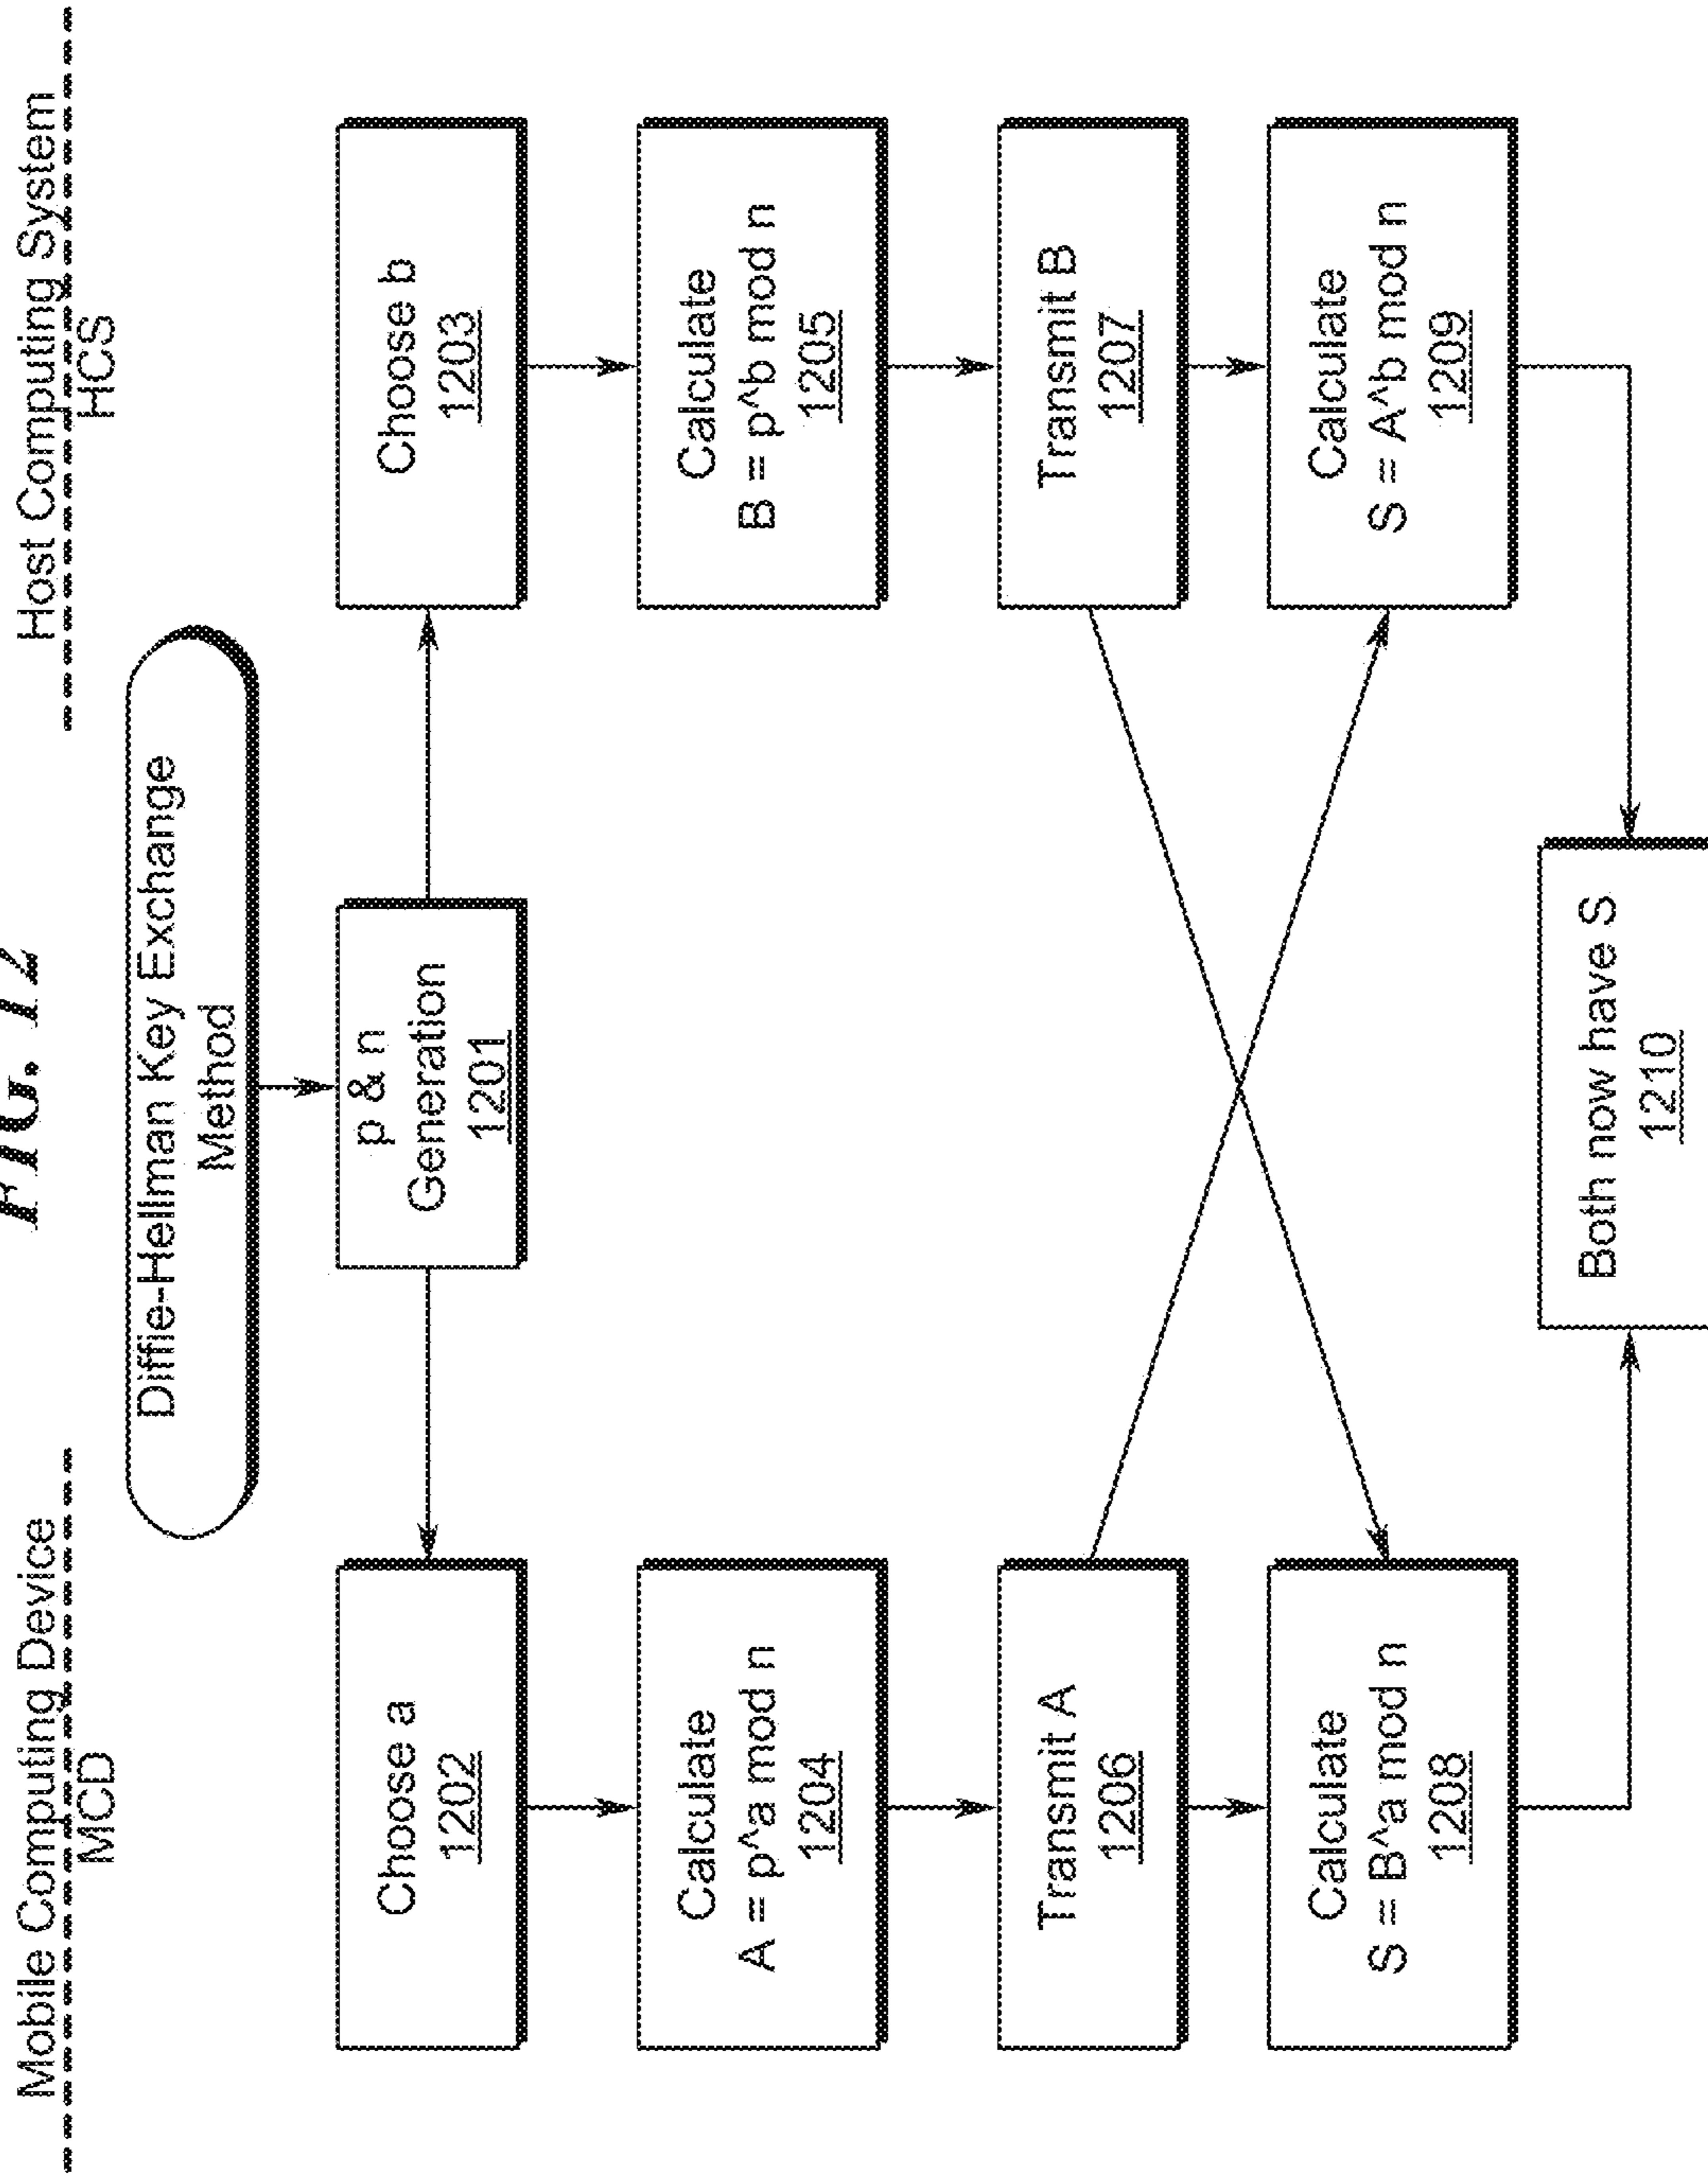 FIG. 12
Mobile Computing Device
MCD
Host Computing System
HCS
Diffie-Hellman Key Exchange
Method
p & n
Generation
1201
Choose a
1202
Choose b
1203
Calculate
A = p^a mod n
1204
Calculate
B = p^b mod n
1205
Transmit A
1206
Transmit B
1207
Calculate
S = B^a mod n
1208
Calculate
S = A^b mod n
1209
Both now have S
1210